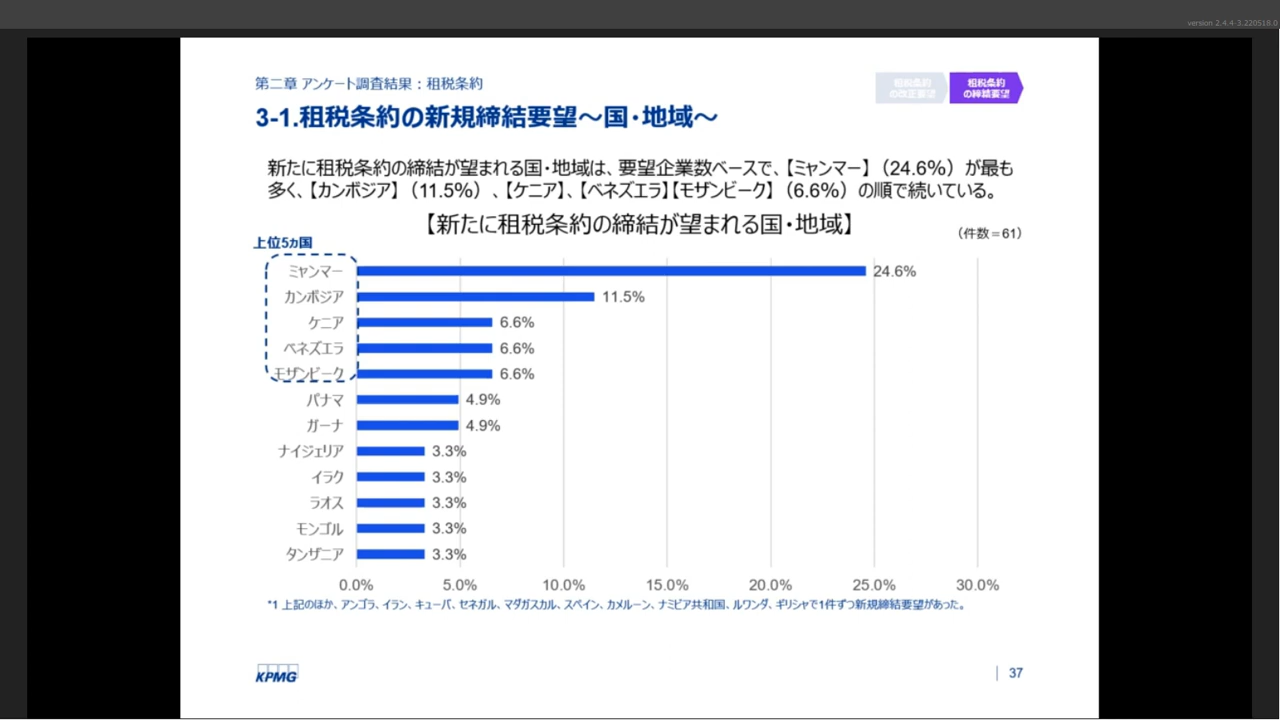 version 2.4.4-3.220518.0
第二章 アンケート調査結果：租税条約
租税条約
の改正要望
租税条約
の締結要望
3-1.租税条約の新規締結要望～国・地域～
新たに租税条約の締結が望まれる国・地域は、要望企業数ベースで、【ミャンマー】（24.6%）が最も
多く、【カンボジア】（11.5%）、【ケニア】、【ベネズエラ】【モザンビーク】（6.6%）の順で続いている。
【新たに租税条約の締結が望まれる国・地域】
（件数＝61）
上位5ヵ国
ミャンマー 24.6%
カンボジア 11.5%
ケニア 6.6%
ベネズエラ 6.6%
モザンビーク 6.6%
パナマ 4.9%
ガーナ 4.9%
ナイジェリア 3.3%
イラク 3.3%
ラオス 3.3%
モンゴル 3.3%
タンザニア 3.3%
0.0% 5.0% 10.0% 15.0% 20.0% 25.0% 30.0%
*1 上記のほか、アンゴラ、イラン、キューバ、セネガル、マダガスカル、スペイン、カメルーン、ナミビア共和国、ルワンダ、ギリシャで1件ずつ新規締結要望があった。
KPMG
37